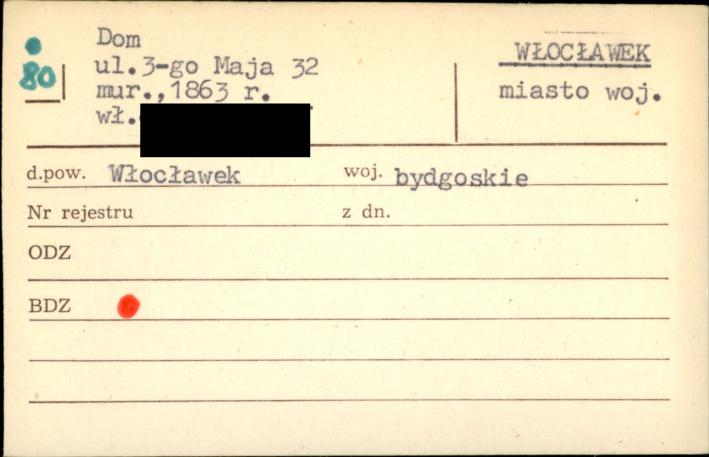 80
Dom
ul.3-go Maja 32
mur.,1863 r.
wł.
WŁOCŁAWEK
miasto woj.
d.pow. Włocławek woj. bydgoskie
Nr rejestru z dn.
ODZ
BDZ